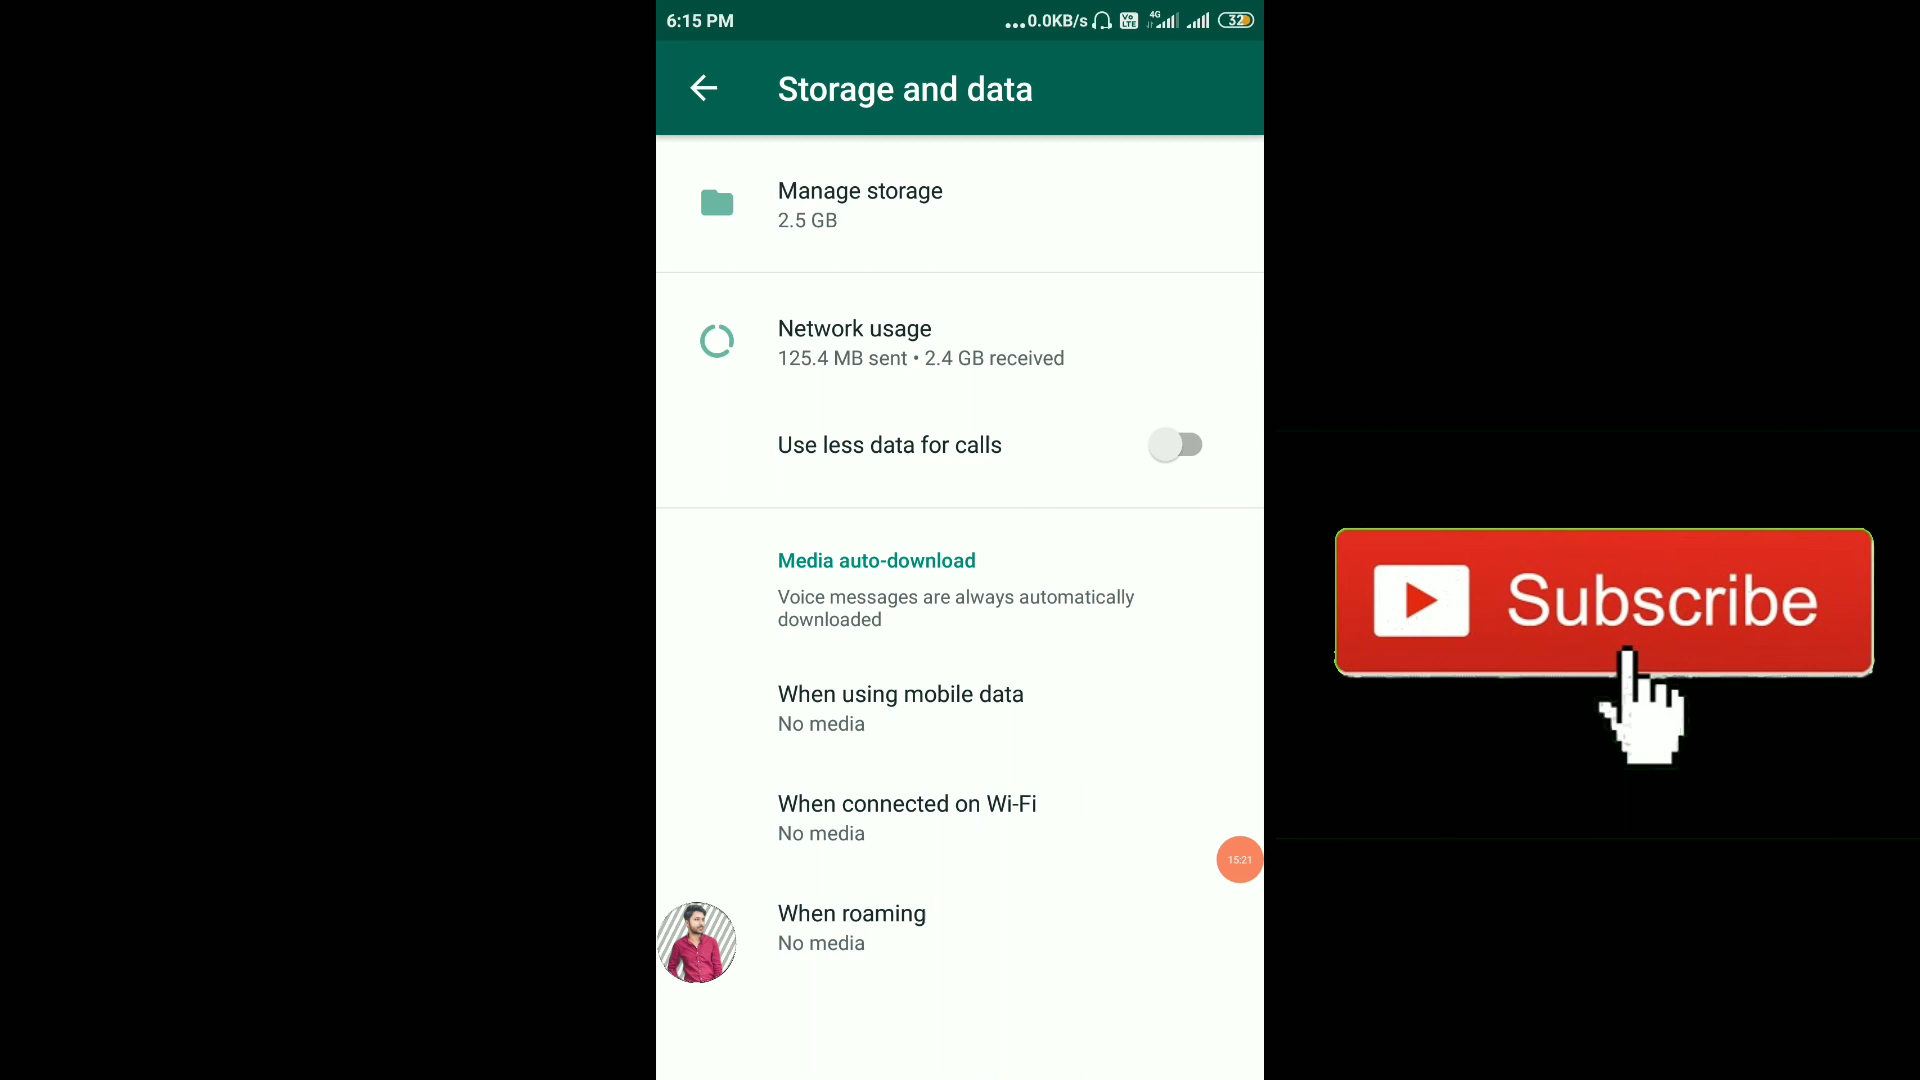 6:15 PM
...0.0KB/s Vo LTE 4G 32
Storage and data
Manage storage
2.5 GB
Network usage
125.4 MB sent • 2.4 GB received
Use less data for calls
Media auto-download
Voice messages are always automatically
downloaded
When using mobile data
No media
When connected on Wi-Fi
No media
15:21
When roaming
No media
Subscribe